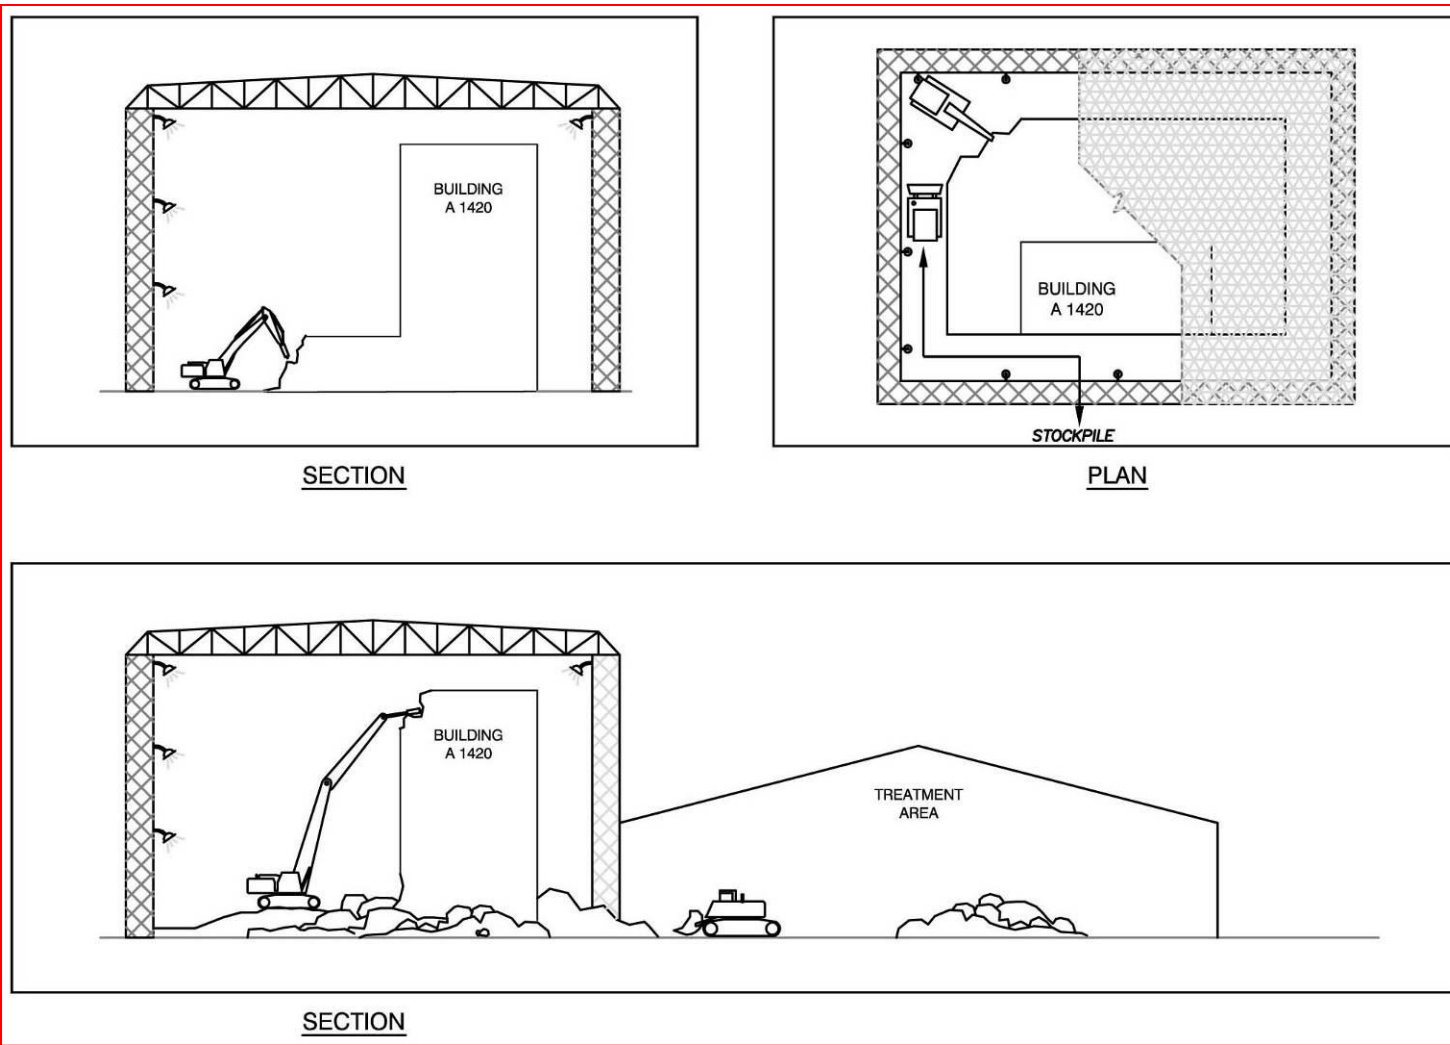 BUILDING
A 1420
SECTION
BUILDING
A 1420
STOCKPILE
PLAN
BUILDING
A 1420
TREATMENT
AREA
SECTION